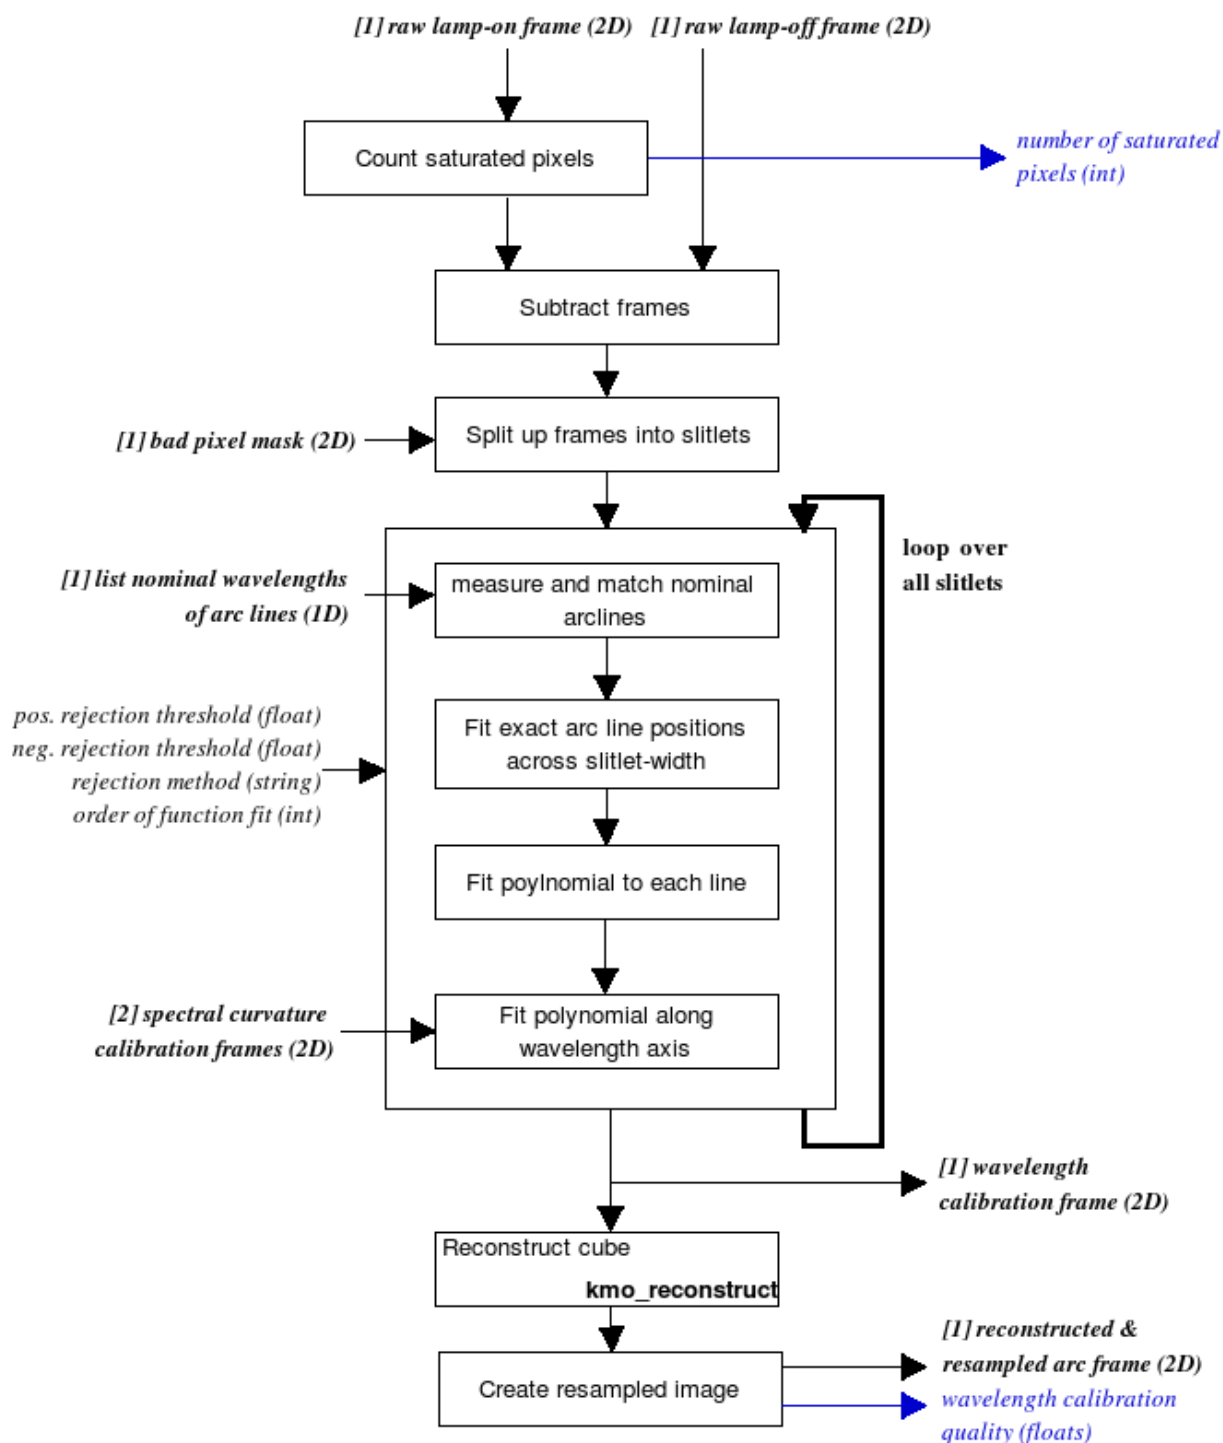 [1] raw lamp-on frame (2D) [1] raw lamp-off frame (2D)
Count saturated pixels
number of saturated
pixels (int)
Subtract frames
[1] bad pixel mask (2D)
Split up frames into slitlets
loop over
all slitlets
[1] list nominal wavelengths
of arc lines (1D)
measure and match nominal
arclines
pos. rejection threshold (float)
neg. rejection threshold (float)
rejection method (string)
order of function fit (int)
Fit exact arc line positions
across slitlet-width
Fit poylnomial to each line
[2] spectral curvature
calibration frames (2D)
Fit polynomial along
wavelength axis
[1] wavelength
calibration frame (2D)
Reconstruct cube
kmo_reconstruct
Create resampled image
[1] reconstructed &
resampled arc frame (2D)
wavelength calibration
quality (floats)